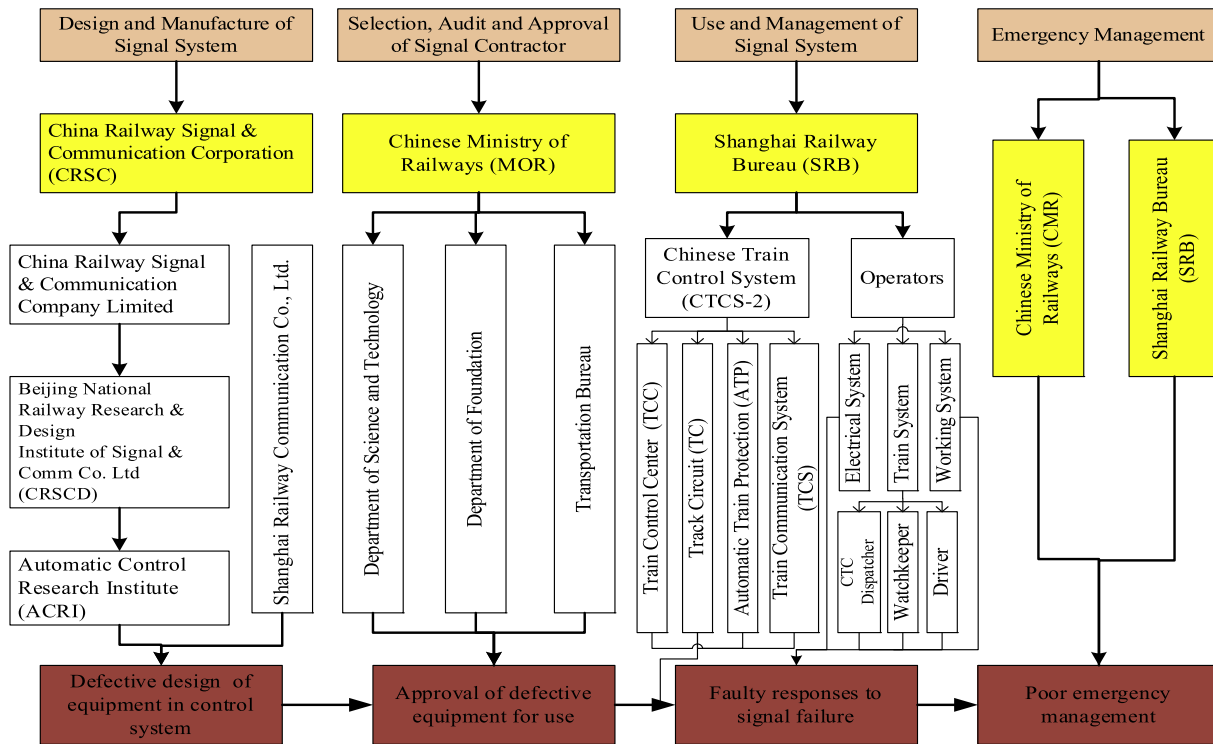 Design and Manufacture of
Signal System
Selection, Audit and Approval
of Signal Contractor
Use and Management of
Signal System
Emergency Management
China Railway Signal &
Communication Corporation
(CRSC)
Chinese Ministry of
Railways (MOR)
Shanghai Railway
Bureau (SRB)
Chinese Ministry of
Railways (CMR)
Shanghai Railway Bureau
(SRB)
China Railway Signal
& Communication
Company Limited
Beijing National
Railway Research &
Design
Institute of Signal &
Comm Co. Ltd
(CRSCD)
Automatic Control
Research Institute
(ACRI)
Shanghai Railway Communication Co., Ltd.
Department of Science and Technology
Department of Foundation
Transportation Bureau
Chinese Train
Control System
(CTCS-2)
Operators
Train Control Center (TCC)
Track Circuit (TC)
Automatic Train Protection (ATP)
Train Communication System
(TCS)
Electrical System
Train System
Working System
CTC
Dispatcher
Watchkeeper
Driver
Defective design of
equipment in control
system
Approval of defective
equipment for use
Faulty responses to
signal failure
Poor emergency
management